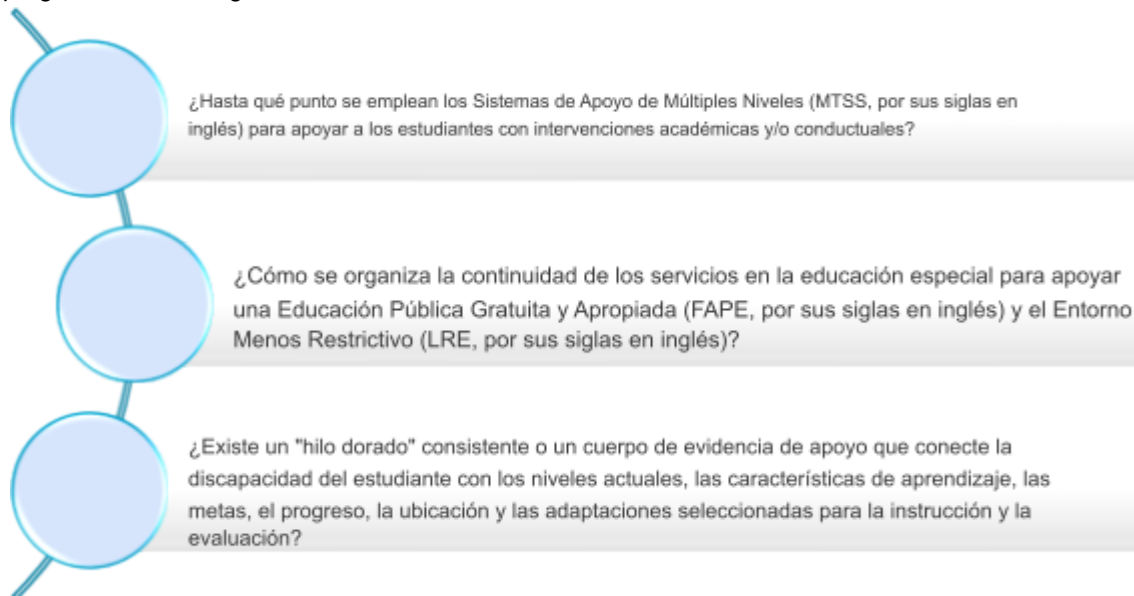 ¿Hasta qué punto se emplean los Sistemas de Apoyo de Múltiples Niveles (MTSS, por sus siglas en
inglés) para apoyar a los estudiantes con intervenciones académicas y/o conductuales?
¿Cómo se organiza la continuidad de los servicios en la educación especial para apoyar
una Educación Pública Gratuita y Apropiada (FAPE, por sus siglas en inglés) y el Entorno
Menos Restrictivo (LRE, por sus siglas en inglés)?
¿Existe un "hilo dorado" consistente o un cuerpo de evidencia de apoyo que conecte la
discapacidad del estudiante con los niveles actuales, las características de aprendizaje, las
metas, el progreso, la ubicación y las adaptaciones seleccionadas para la instrucción y la
evaluación?